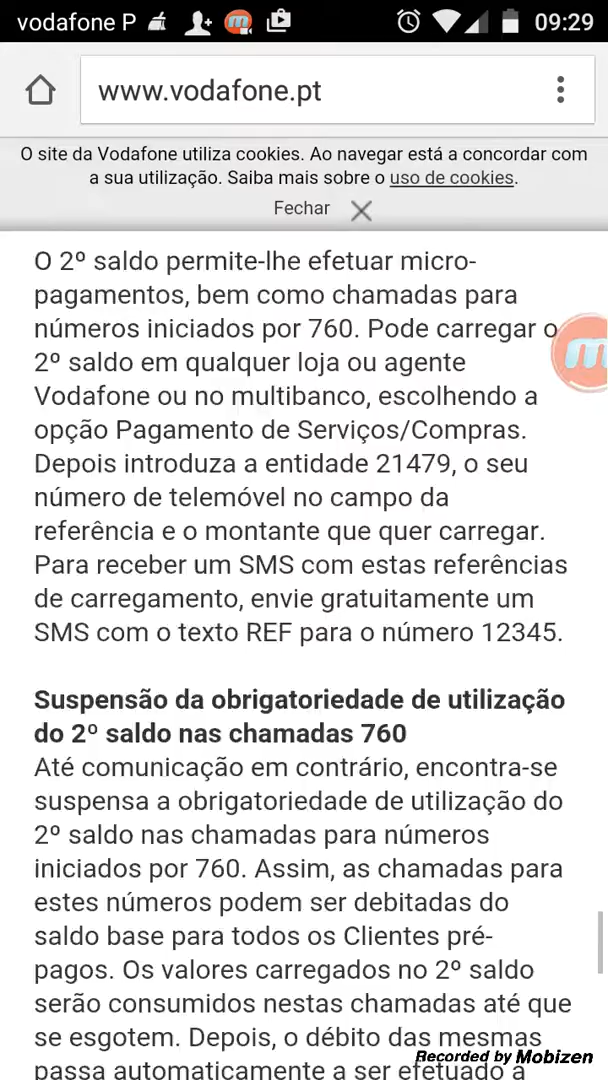 vodafone P
09:29
www.vodafone.pt
O site da Vodafone utiliza cookies. Ao navegar está a concordar com
a sua utilização. Saiba mais sobre o uso de cookies.
Fechar
O 2º saldo permite-lhe efetuar micro-
pagamentos, bem como chamadas para
números iniciados por 760. Pode carregar o
2º saldo em qualquer loja ou agente
Vodafone ou no multibanco, escolhendo a
opção Pagamento de Serviços/Compras.
Depois introduza a entidade 21479, o seu
número de telemóvel no campo da
referência e o montante que quer carregar.
Para receber um SMS com estas referências
de carregamento, envie gratuitamente um
SMS com o texto REF para o número 12345.
Suspensão da obrigatoriedade de utilização
do 2º saldo nas chamadas 760
Até comunicação em contrário, encontra-se
suspensa a obrigatoriedade de utilização do
2º saldo nas chamadas para números
iniciados por 760. Assim, as chamadas para
estes números podem ser debitadas do
saldo base para todos os Clientes pré-
pagos. Os valores carregados no 2º saldo
serão consumidos nestas chamadas até que
se esgotem. Depois, o débito das mesmas
passa automaticamente a ser efetuado a
Recorded by Mobizen